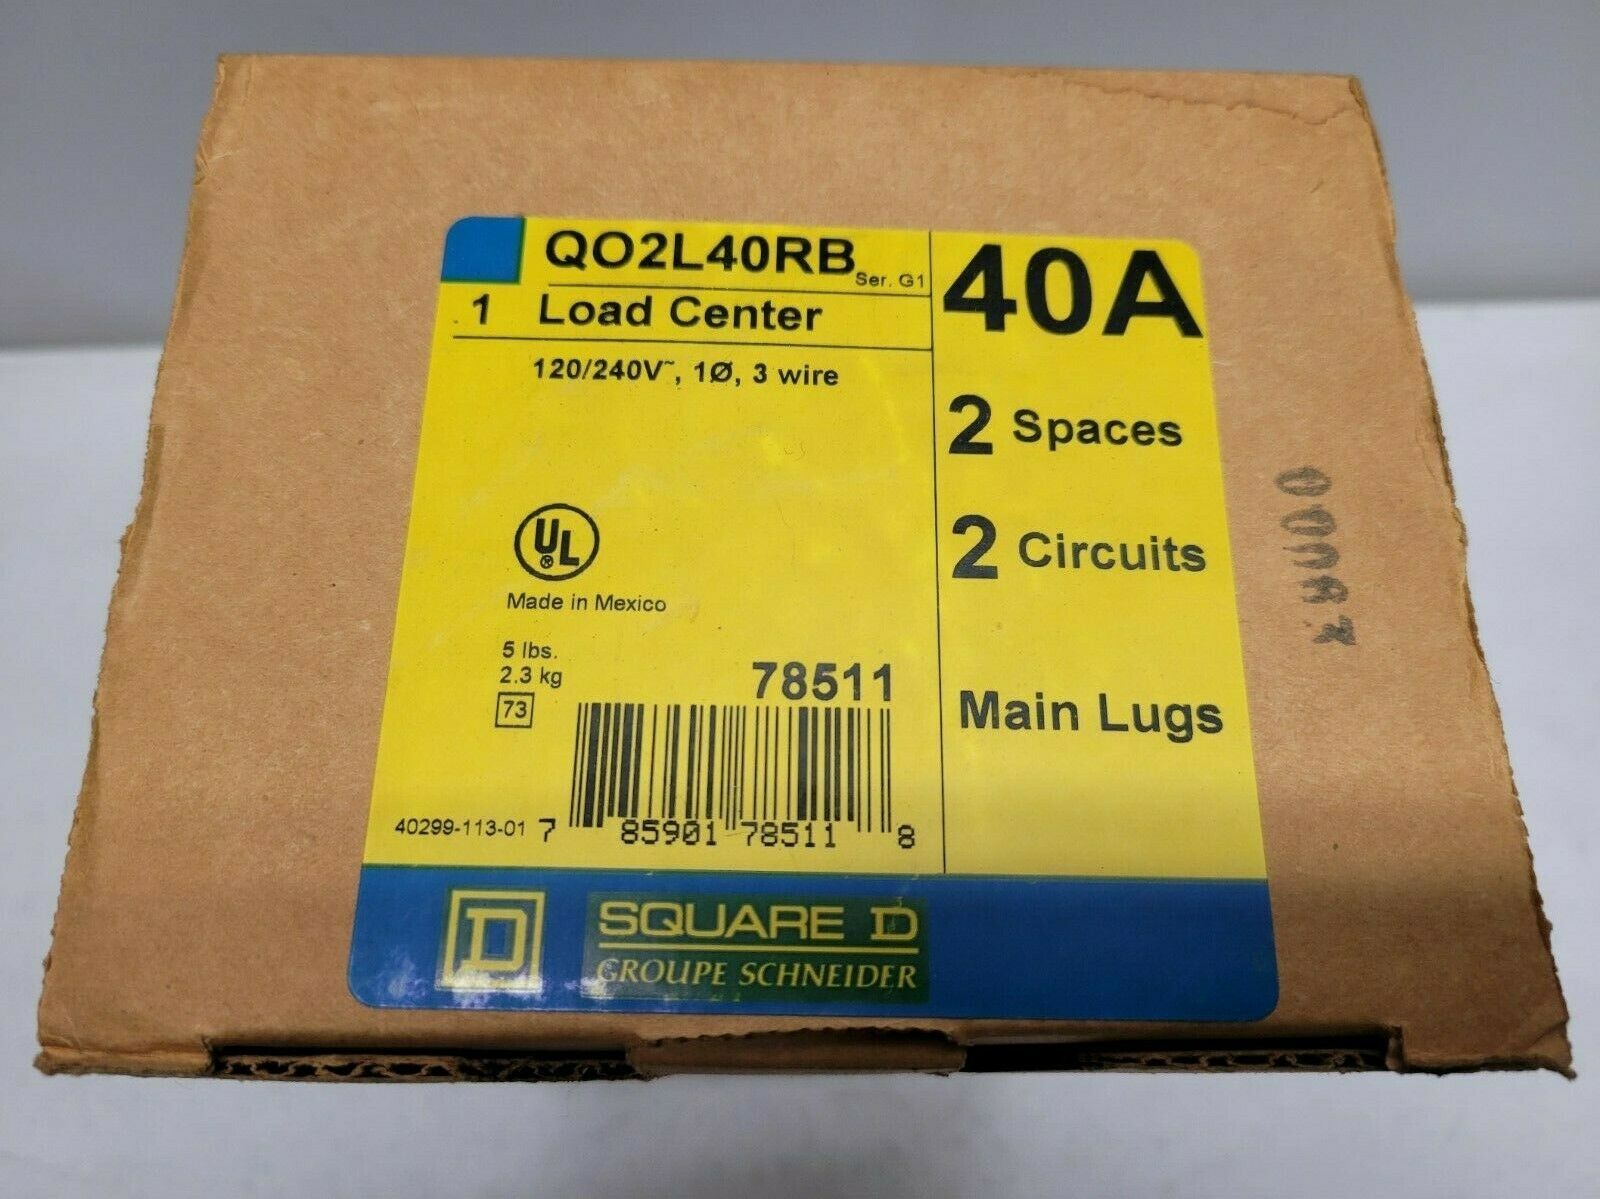 QO2L40RB Ser. G1
1 Load Center
120/240V~, 1Ø, 3 wire
40A
2 Spaces
2 Circuits
Main Lugs
UL
®
Made in Mexico
5 lbs.
2.3 kg
73
78511
40299-113-01
7 85901 78511 8
D
SQUARE D
GROUPE SCHNEIDER